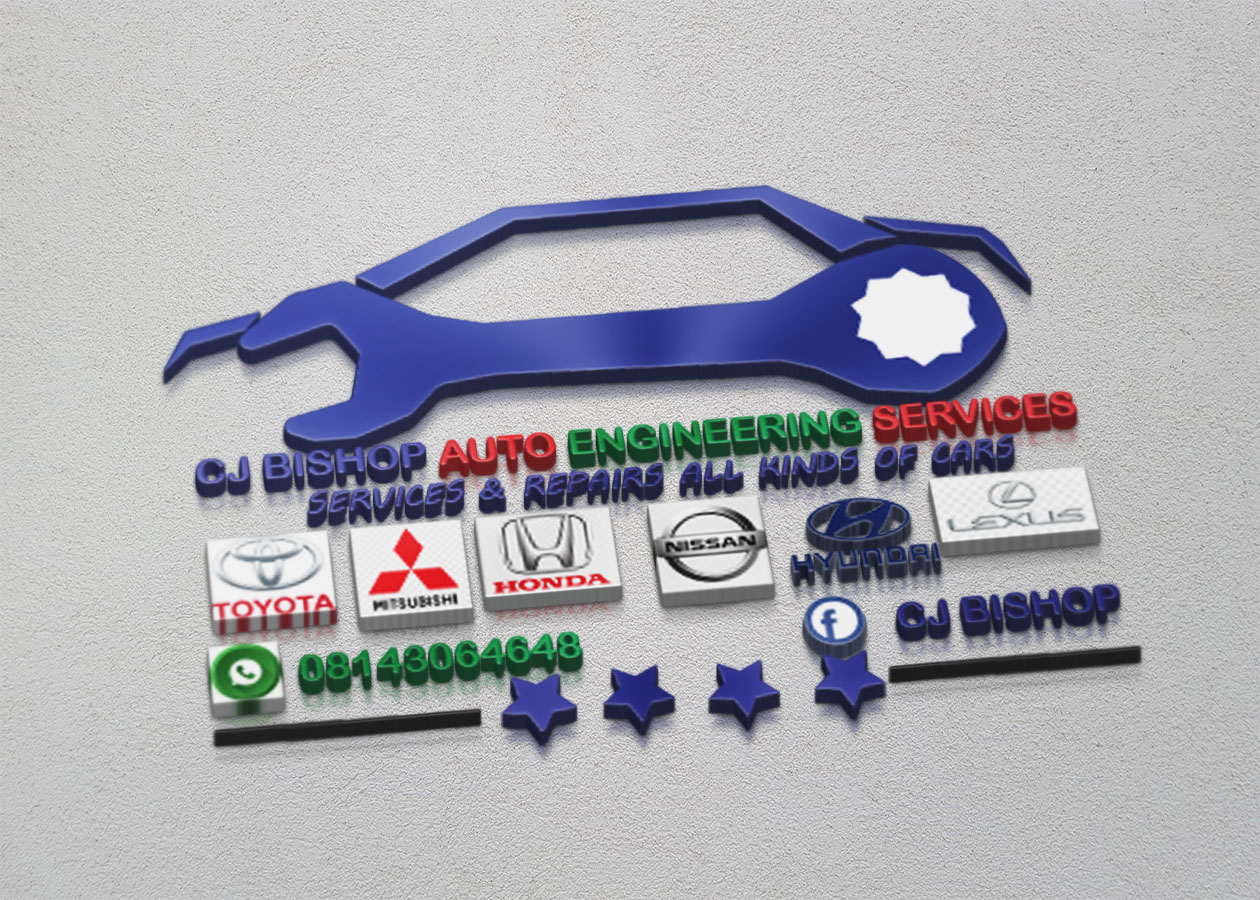 CJ BISHOP AUTO ENGINEERING SERVICES
SERVICES & REPAIRS ALL KINDS OF CARS
TOYOTA MITSUBISHI HONDA NISSAN HYUNDAI LEXUS
08143064648 f CJ BISHOP